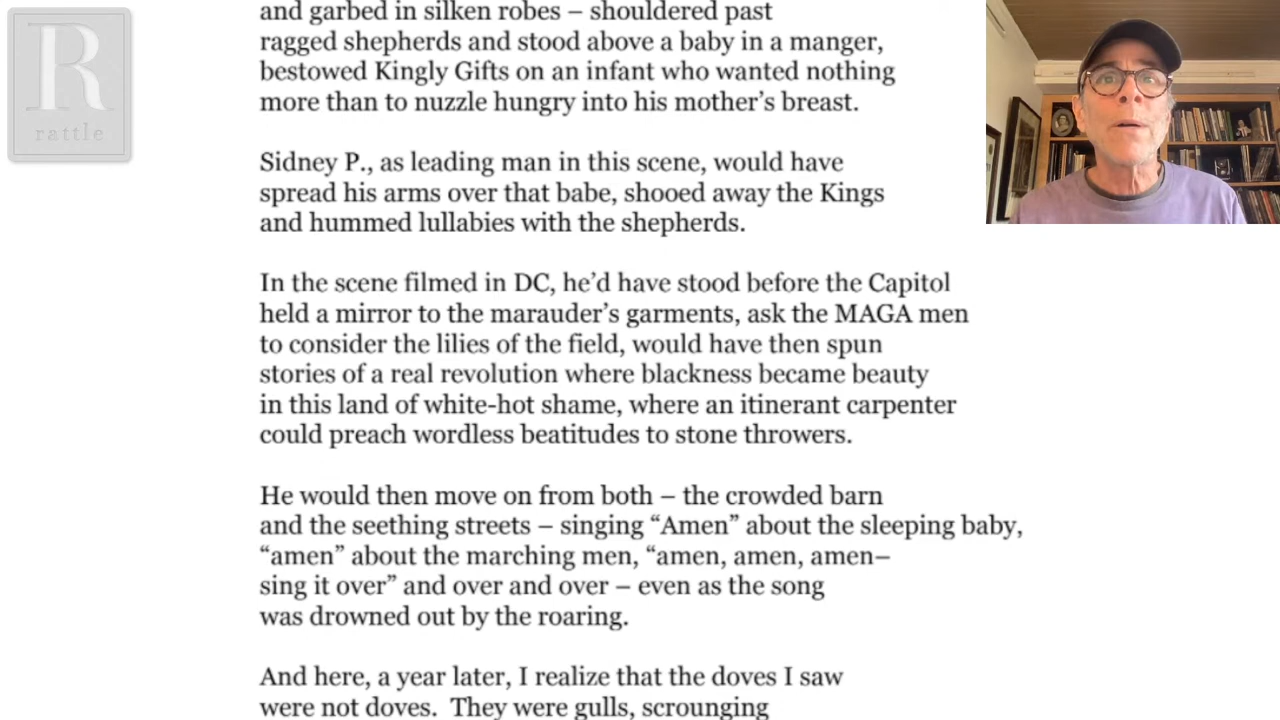 R
rattle
and garbed in silken robes – shouldered past
ragged shepherds and stood above a baby in a manger,
bestowed Kingly Gifts on an infant who wanted nothing
more than to nuzzle hungry into his mother’s breast.
Sidney P., as leading man in this scene, would have
spread his arms over that babe, shooed away the Kings
and hummed lullabies with the shepherds.
In the scene filmed in DC, he’d have stood before the Capitol
held a mirror to the marauder’s garments, ask the MAGA men
to consider the lilies of the field, would have then spun
stories of a real revolution where blackness became beauty
in this land of white-hot shame, where an itinerant carpenter
could preach wordless beatitudes to stone throwers.
He would then move on from both – the crowded barn
and the seething streets – singing “Amen” about the sleeping baby,
“amen” about the marching men, “amen, amen, amen–
sing it over” and over and over – even as the song
was drowned out by the roaring.
And here, a year later, I realize that the doves I saw
were not doves.  They were gulls, scrounging